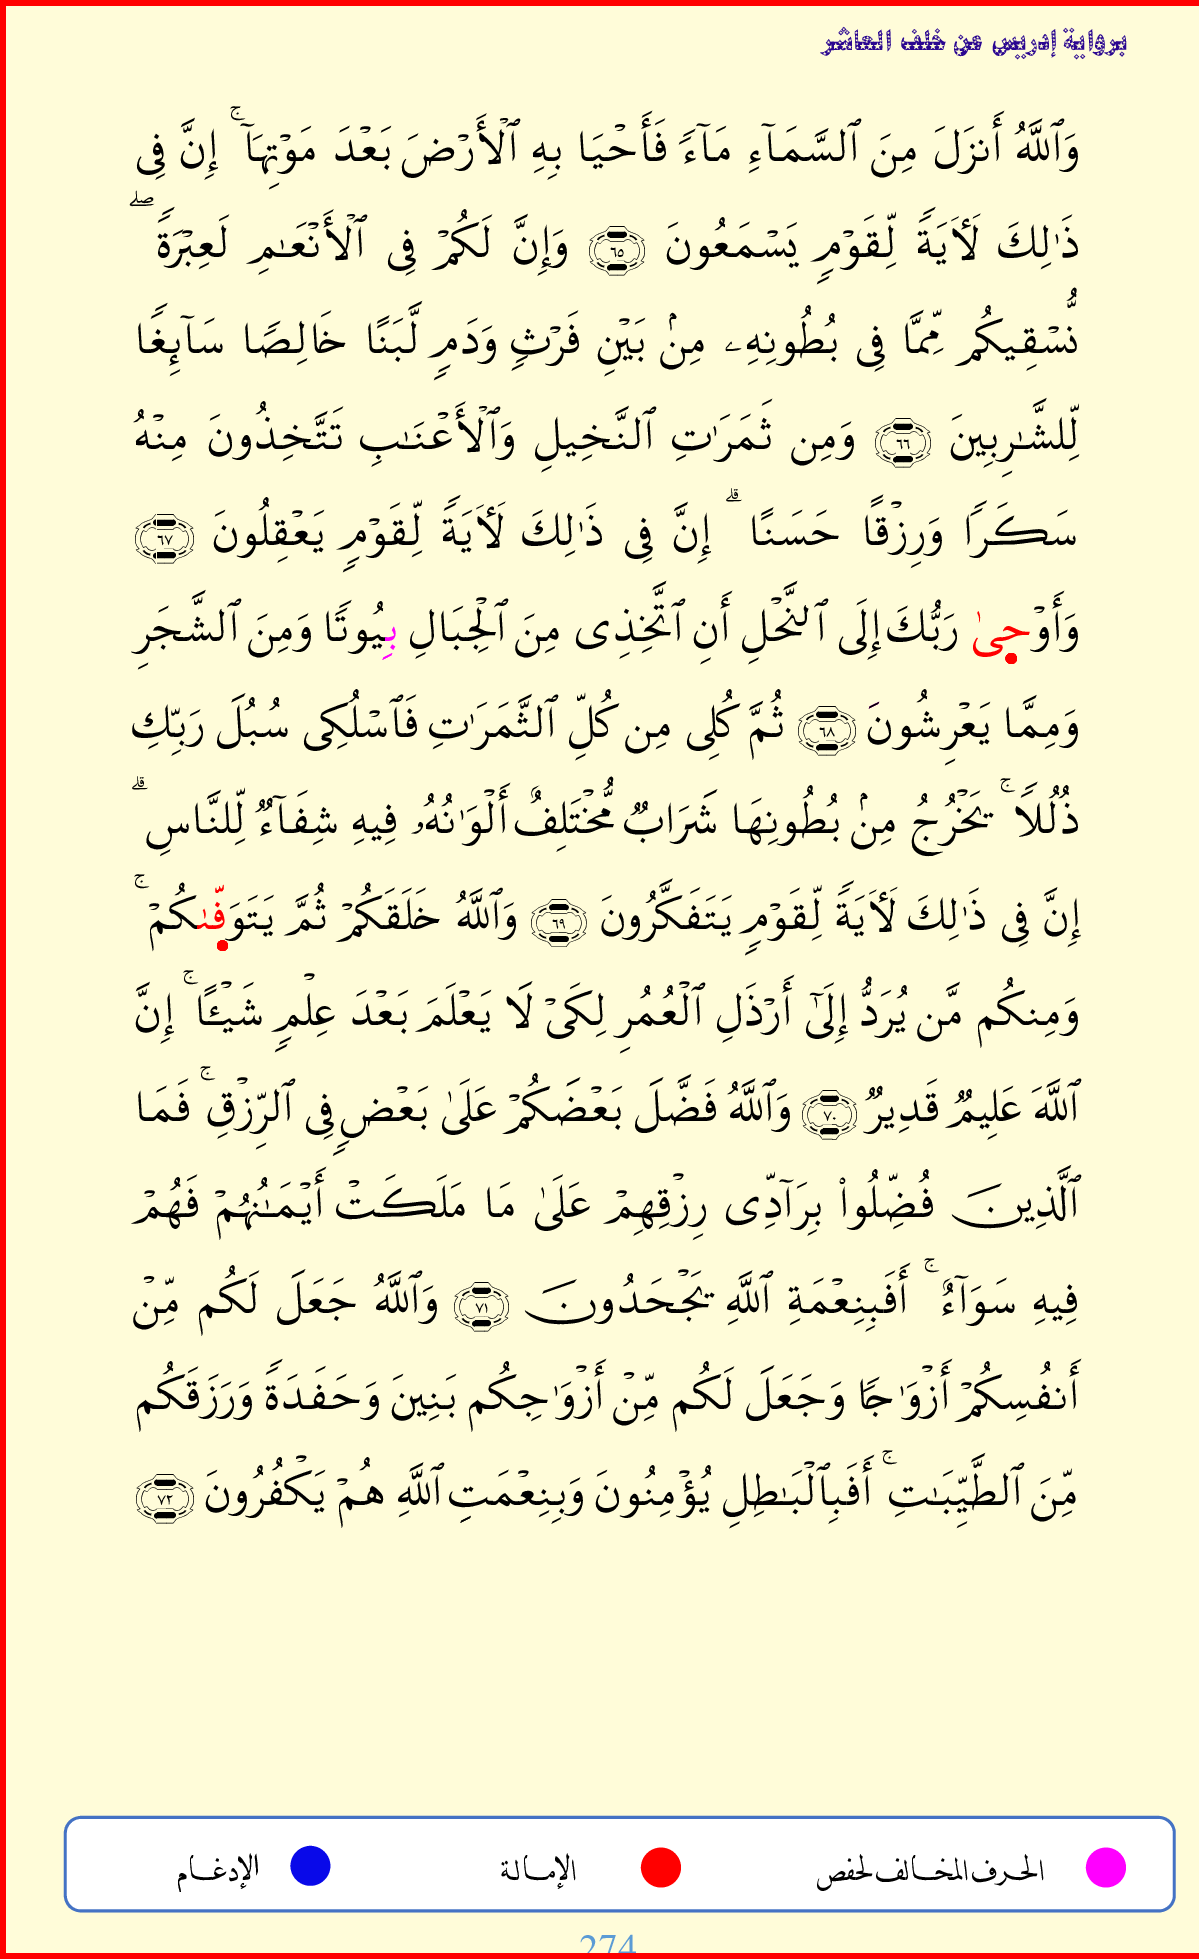 برواية إدريس عن خلف العاشر
وَٱللَّهُ أَنزَلَ مِنَ ٱلسَّمَآءِ مَآءٗ فَأَحۡيَا بِهِ ٱلۡأَرۡضَ بَعۡدَ مَوۡتِهَآۚ إِنَّ فِي
ذَٰلِكَ لَأٓيَةٗ لِّقَوۡمٖ يَسۡمَعُونَ ٦٥ وَإِنَّ لَكُمۡ فِي ٱلۡأَنۡعَٰمِ لَعِبۡرَةٗۖ
نُّسۡقِيكُم مِّمَّا فِي بُطُونِهِۦ مِنۢ بَيۡنِ فَرۡثٖ وَدَمٖ لَّبَنًا خَالِصٗا سَآئِغٗا
لِّلشَّٰرِبِينَ ٦٦ وَمِن ثَمَرَٰتِ ٱلنَّخِيلِ وَٱلۡأَعۡنَٰبِ تَتَّخِذُونَ مِنۡهُ
سَكَرٗا وَرِزۡقًا حَسَنًاۗ إِنَّ فِي ذَٰلِكَ لَأٓيَةٗ لِّقَوۡمٖ يَعۡقِلُونَ ٦٧
وَأَوۡحِىٰ رَبُّكَ إِلَى ٱلنَّحۡلِ أَنِ ٱتَّخِذِي مِنَ ٱلۡجِبَالِ بِيُوتٗا وَمِنَ ٱلشَّجَرِ
وَمِمَّا يَعۡرِشُونَ ٦٨ ثُمَّ كُلِي مِن كُلِّ ٱلثَّمَرَٰتِ فَٱسۡلُكِي سُبُلَ رَبِّكِ
ذُلُلٗاۚ يَخۡرُجُ مِنۢ بُطُونِهَا شَرَابٞ مُّخۡتَلِفٌ أَلۡوَٰنُهُۥ فِيهِ شِفَآءٞ لِّلنَّاسِۗ
إِنَّ فِي ذَٰلِكَ لَأٓيَةٗ لِّقَوۡمٖ يَتَفَكَّرُونَ ٦٩ وَٱللَّهُ خَلَقَكُمۡ ثُمَّ يَتَوَفّىٰكُمۡۚ
وَمِنكُم مَّن يُرَدُّ إِلَىٰٓ أَرۡذَلِ ٱلۡعُمُرِ لِكَيۡ لَا يَعۡلَمَ بَعۡدَ عِلۡمٖ شَيۡـًٔاۚ إِنَّ
ٱللَّهَ عَلِيمٞ قَدِيرٞ ٧٠ وَٱللَّهُ فَضَّلَ بَعۡضَكُمۡ عَلَىٰ بَعۡضٖ فِي ٱلرِّزۡقِۚ فَمَا
ٱلَّذِينَ فُضِّلُواْ بِرَآدِّي رِزۡقِهِمۡ عَلَىٰ مَا مَلَكَتۡ أَيۡمَٰنُهُمۡ فَهُمۡ
فِيهِ سَوَآءٌۚ أَفَبِنِعۡمَةِ ٱللَّهِ يَجۡحَدُونَ ٧١ وَٱللَّهُ جَعَلَ لَكُم مِّنۡ
أَنفُسِكُمۡ أَزۡوَٰجٗا وَجَعَلَ لَكُم مِّنۡ أَزۡوَٰجِكُم بَنِينَ وَحَفَدَةٗ وَرَزَقَكُم
مِّنَ ٱلطَّيِّبَٰتِۚ أَفَبِٱلۡبَٰطِلِ يُؤۡمِنُونَ وَبِنِعۡمَتِ ٱللَّهِ هُمۡ يَكۡفُرُونَ ٧٢
الحرف المخالف لحفص الإمالة الإدغام
274